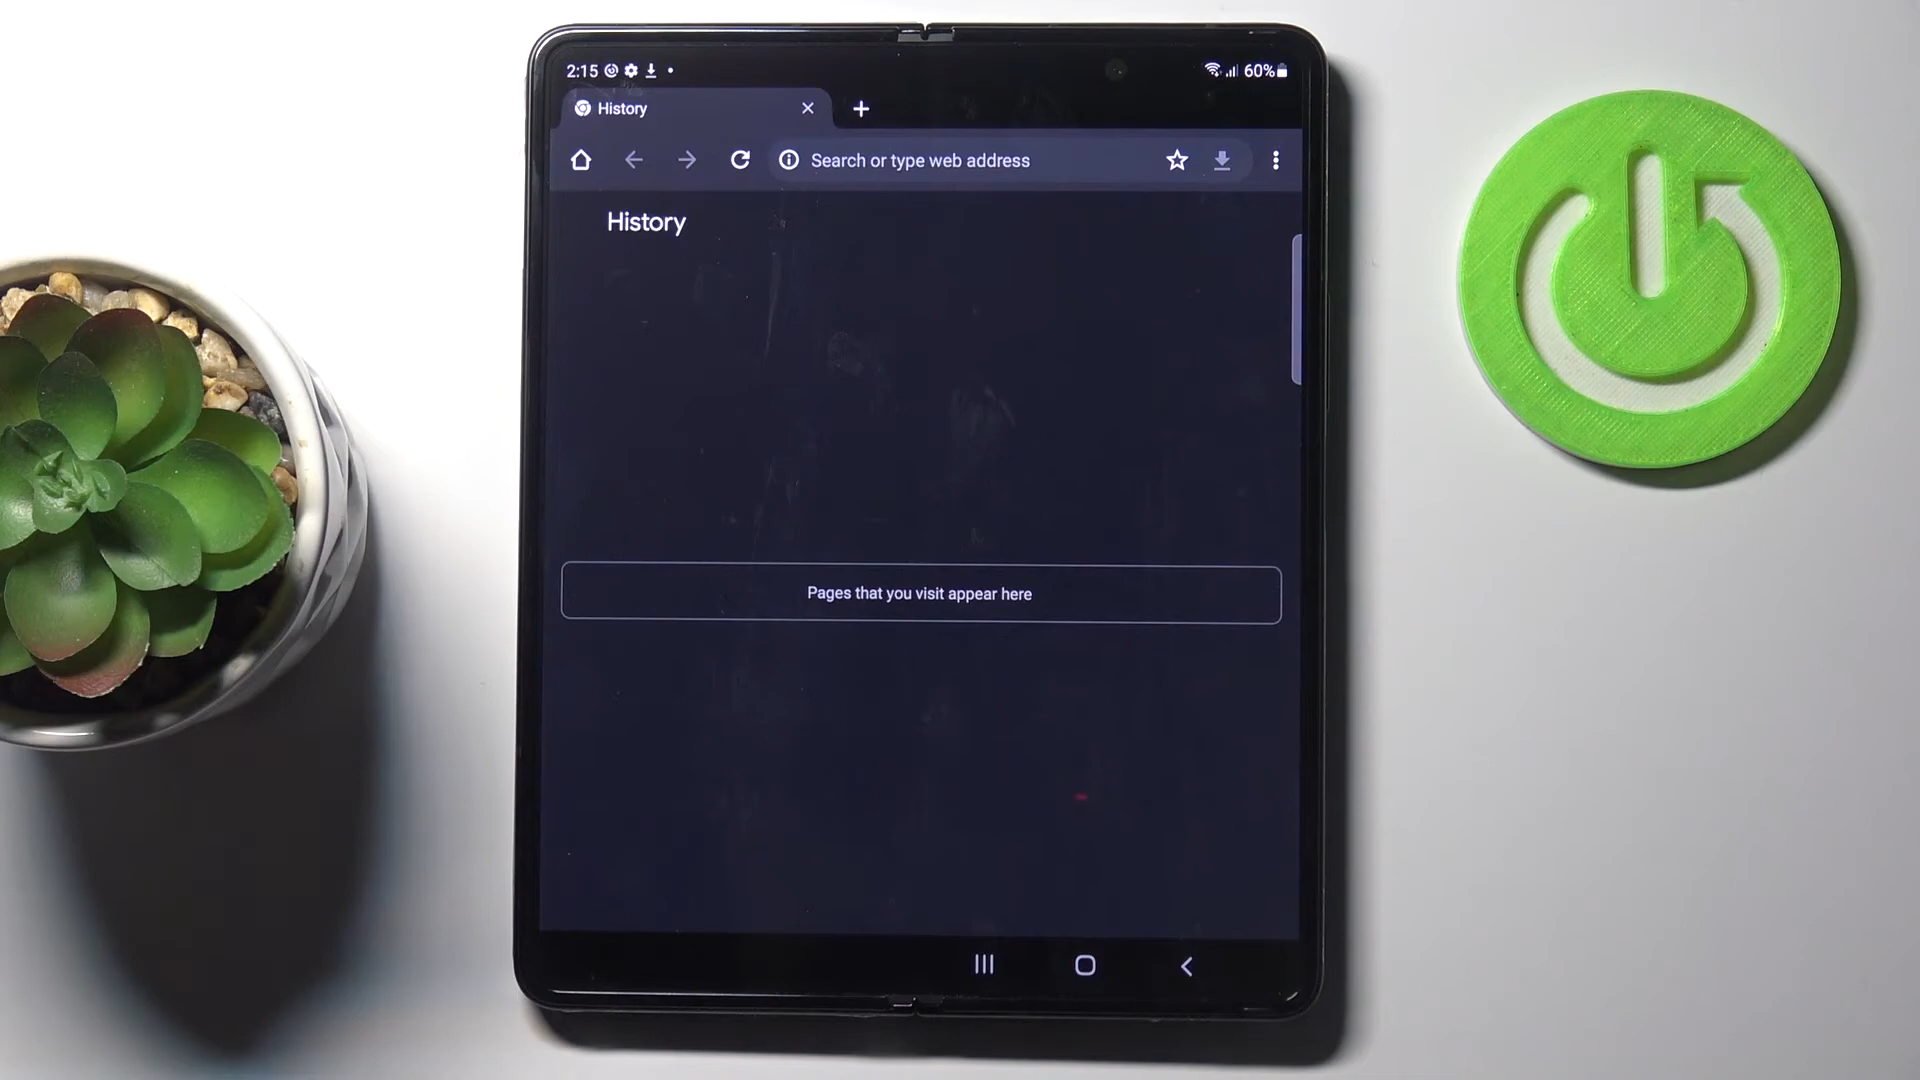 2:15
60%
History
Search or type web address
History
Pages that you visit appear here